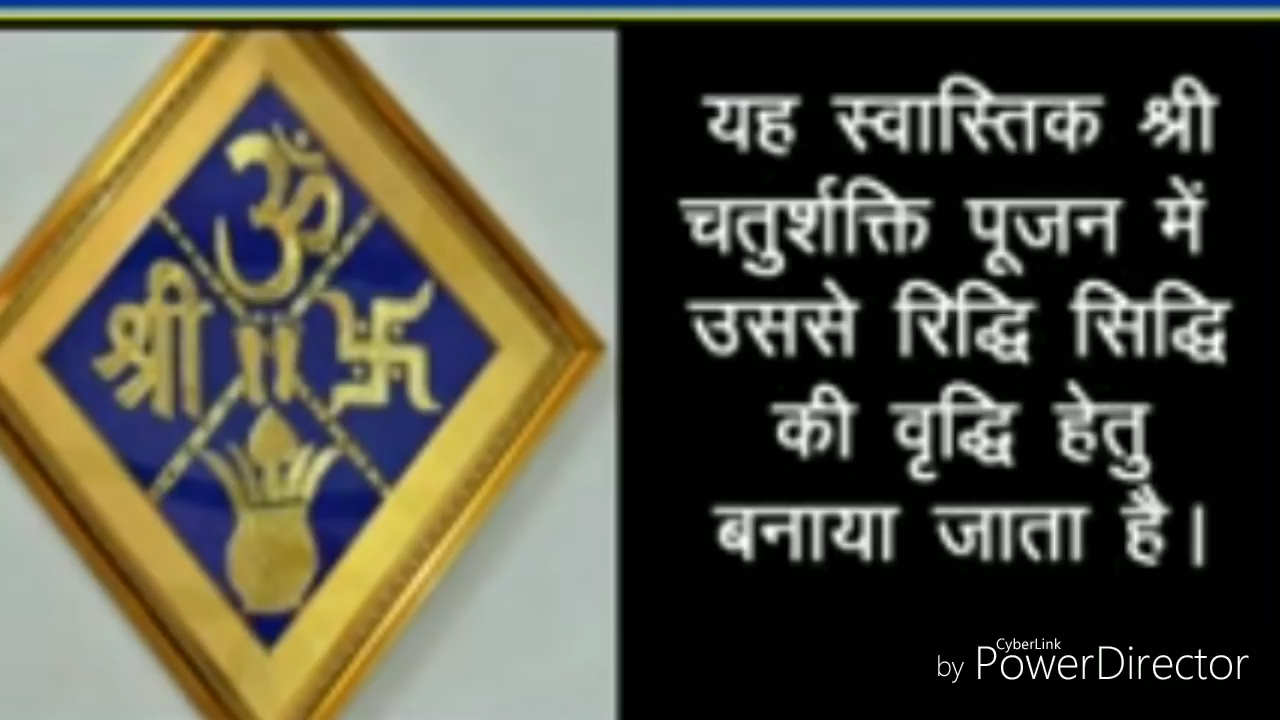 ॐ
श्री
यह स्वास्तिक श्री
चतुर्शक्ति पूजन में
उससे रिद्धि सिद्धि
की वृद्धि हेतु
बनाया जाता है।
CyberLink
by PowerDirector